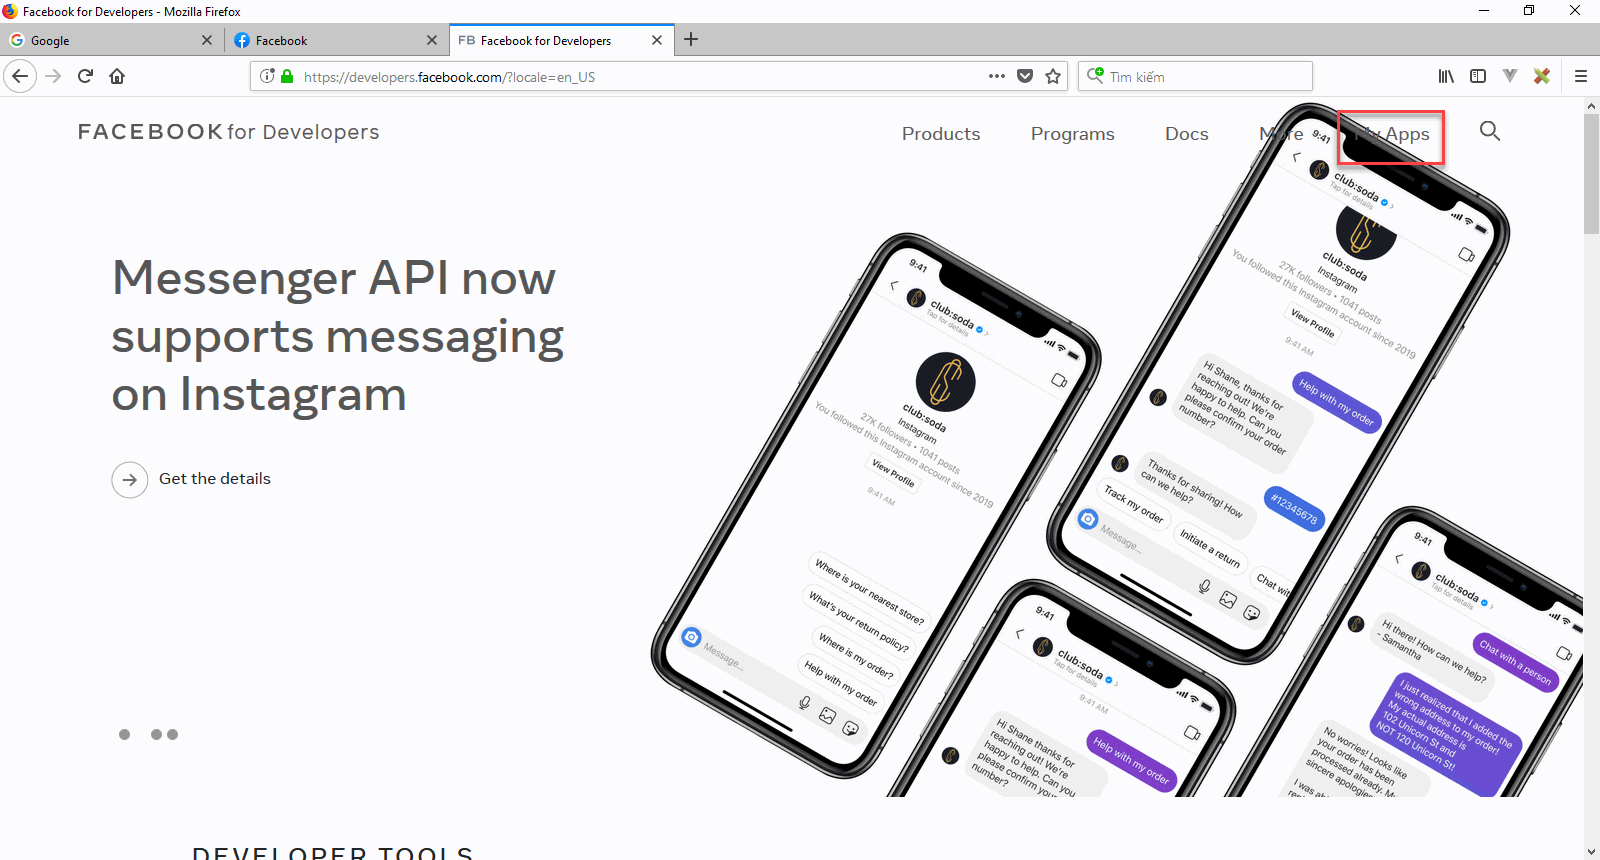 Facebook for Developers - Mozilla Firefox
Google
Facebook
FB Facebook for Developers
https://developers.facebook.com/?locale=en_US
Tìm kiếm
FACEBOOK for Developers
Products
Programs
Docs
More
My Apps
Messenger API now
supports messaging
on Instagram
Get the details
9:41
club:soda
Tap for details
club:soda
Instagram
27K followers • 1041 posts
You followed this Instagram account since 2019
View Profile
9:41 AM
Where is your nearest store?
What's your return policy?
Where is my order?
Help with my order
Message...
9:41
club:soda
Tap for details
club:soda
Instagram
27K followers • 1041 posts
You followed this Instagram account since 2019
View Profile
9:41 AM
Help with my order
Hi Shane, thanks for
reaching out! We're
happy to help. Can you
please confirm your order
number?
#12345678
Thanks for sharing! How
can we help?
Track my order
Initiate a return
Chat wit
Message...
9:41
club:soda
Tap for details
9:41 AM
Help with my order
Hi Shane thanks for
reaching out! We're
happy to help. Can you
please confirm your order
number?
9:41
club:soda
Tap for details
Chat with a person
Hi there! How can we help?
- Samantha
I just realized that I added the
wrong address to my order!
My actual address is
102 Unicorn St and
NOT 120 Unicorn St!
No worries! Looks like
your order has been
processed already. My
sincere apologies
I was
DEVELOPER TOOLS